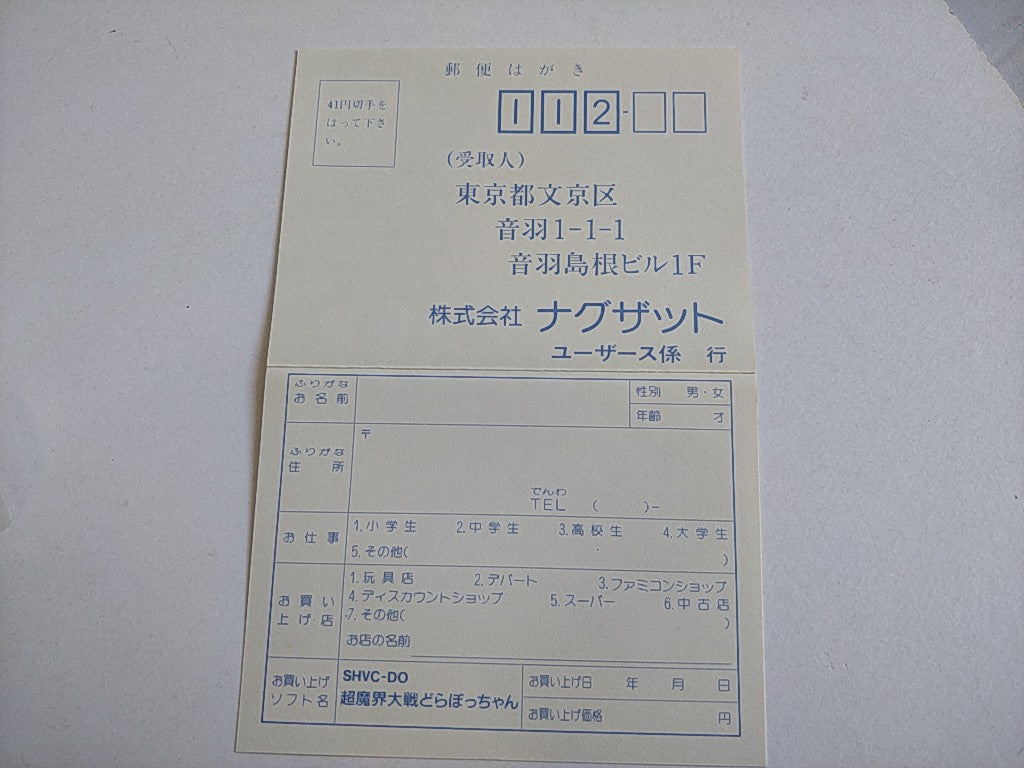 郵便はがき
41円切手を
はって下さ
い。
112-
(受取人)
東京都文京区
音羽1-1-1
音羽島根ビル1F
株式会社 ナグザット
ユーザース係 行
ふりがな
お名前
性別 男・女
年齢 才
ふりがな
住所
〒
でんわ
TEL ( )-
お仕事
1.小学生 2.中学生 3.高校生 4.大学生
5.その他( )
お買い
上げ店
1.玩具店 2.デパート 3.ファミコンショップ
4.ディスカウントショップ 5.スーパー 6.中古店
7.その他( )
お店の名前
お買い上げ
ソフト名
SHVC-DO
超魔界大戦どらぼっちゃん
お買い上げ日 年 月 日
お買い上げ価格 円